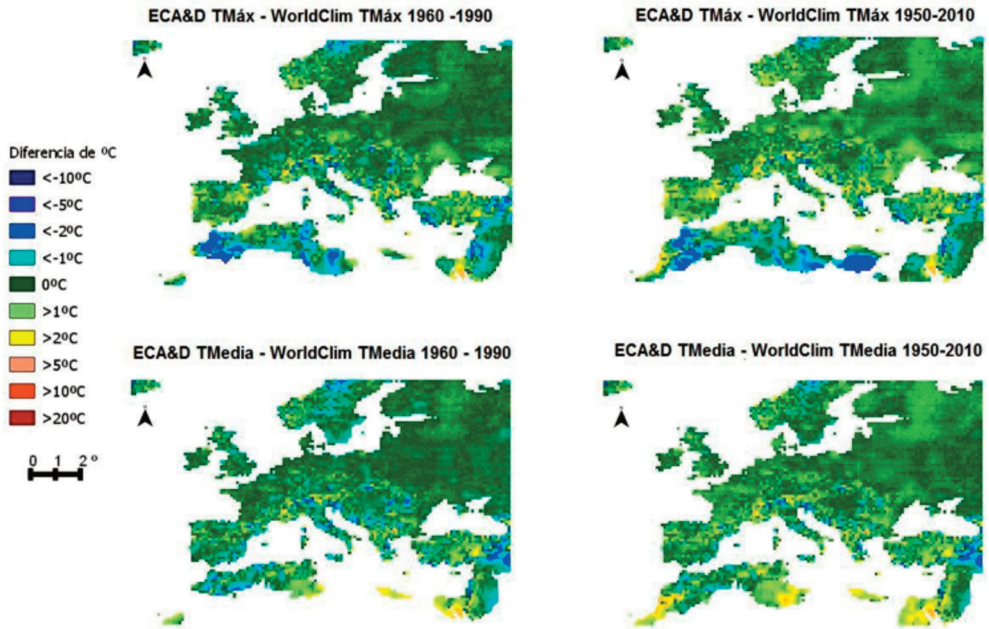 ECA&D TMáx - WorldClim TMáx 1960 -1990
ECA&D TMáx - WorldClim TMáx 1950-2010
Diferencia de ºC
<-10ºC
<-5ºC
<-2ºC
<-1ºC
0ºC
>1ºC
>2ºC
>5ºC
>10ºC
>20ºC
0 1 2 º
ECA&D TMedia - WorldClim TMedia 1960 - 1990
ECA&D TMedia - WorldClim TMedia 1950-2010